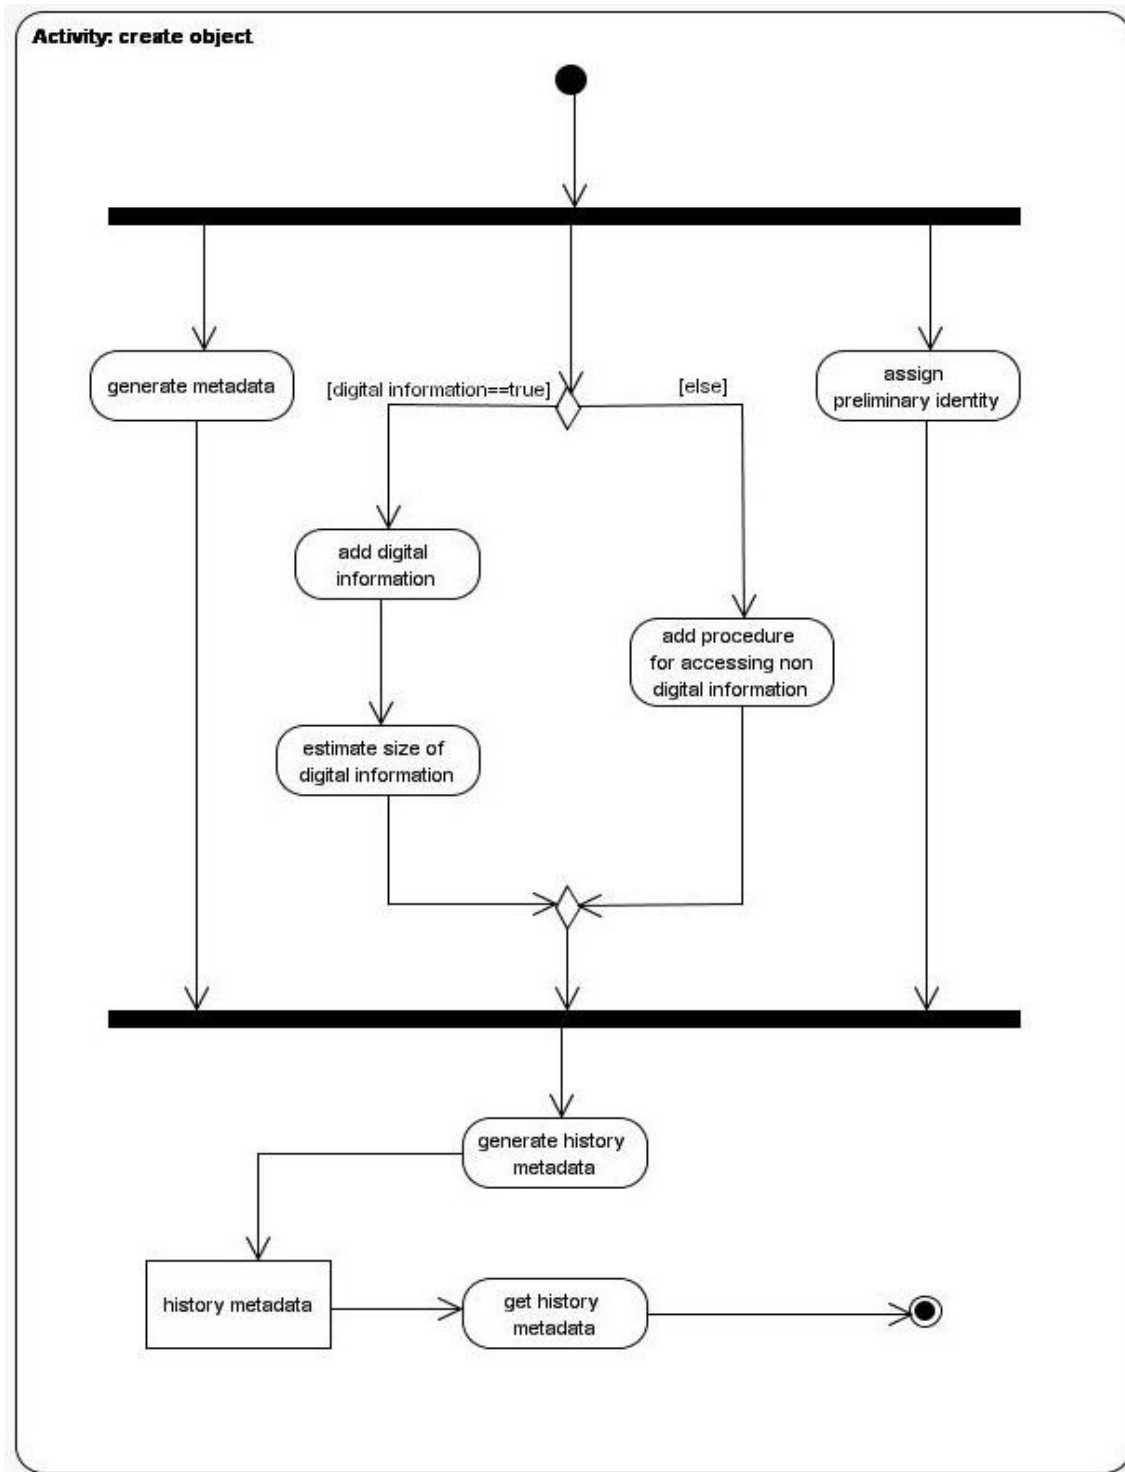 Activity: create object
generate metadata
[digital information==true]
[else]
assign
preliminary identity
add digital
information
add procedure
for accessing non
digital information
estimate size of
digital information
generate history
metadata
history metadata
get history
metadata